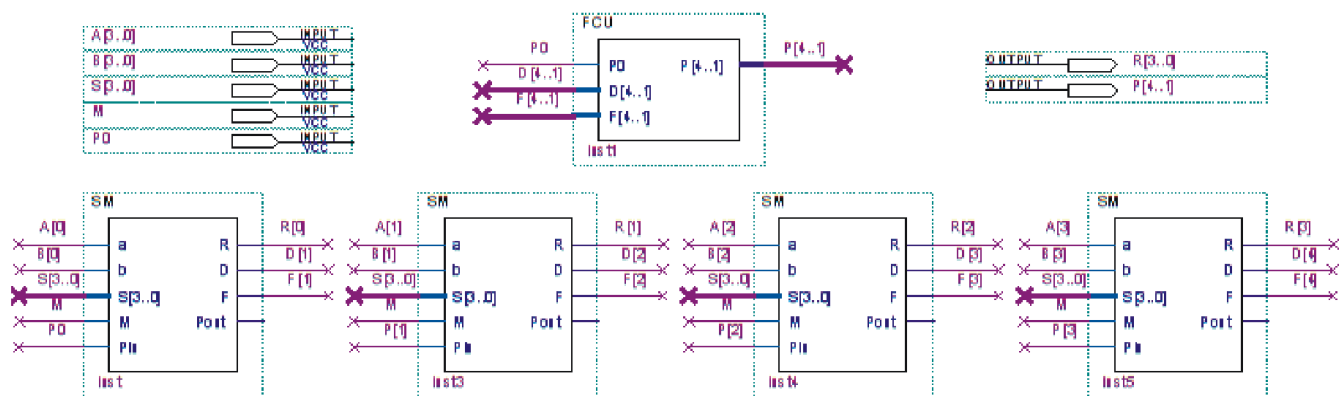 A[3..0] INPUT VCC
B[3..0] INPUT VCC
S[3..0] INPUT VCC
M INPUT VCC
P0 INPUT VCC
FCU
P0
D[4..1]
F[4..1]
P0 P[4..1]
D[4..1]
F[4..1]
P[4..1]
inst1
OUTPUT R[3..0]
OUTPUT P[4..1]
SM
A[0] a R R[0]
B[0] b D D[1]
S[3..0] S[3..0] F F[1]
M M Pout
P0 Pin
inst
SM
A[1] a R R[1]
B[1] b D D[2]
S[3..0] S[3..0] F F[2]
M M Pout
P[1] Pin
inst3
SM
A[2] a R R[2]
B[2] b D D[3]
S[3..0] S[3..0] F F[3]
M M Pout
P[2] Pin
inst4
SM
A[3] a R R[3]
B[3] b D D[4]
S[3..0] S[3..0] F F[4]
M M Pout
P[3] Pin
inst5